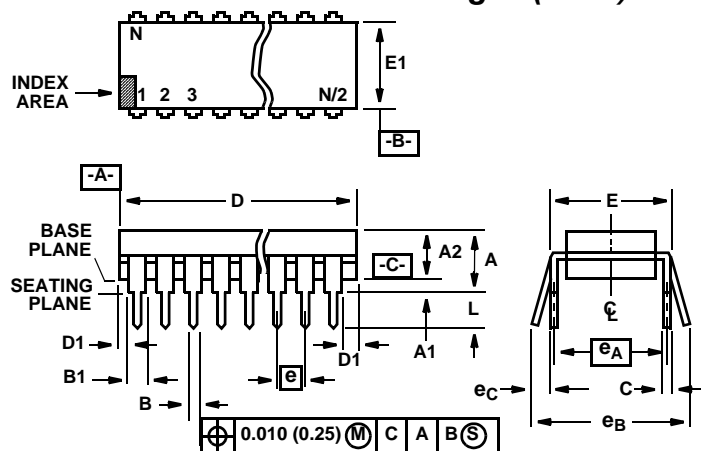 N
E1
INDEX
AREA
1 2 3 N/2
-B-
-A-
D
E
BASE
PLANE
A2
A
-C-
SEATING
PLANE
L
C
L
D1
A1
D1
e
eA
B1
eC
C
B
eB
0.010 (0.25) M C A B S